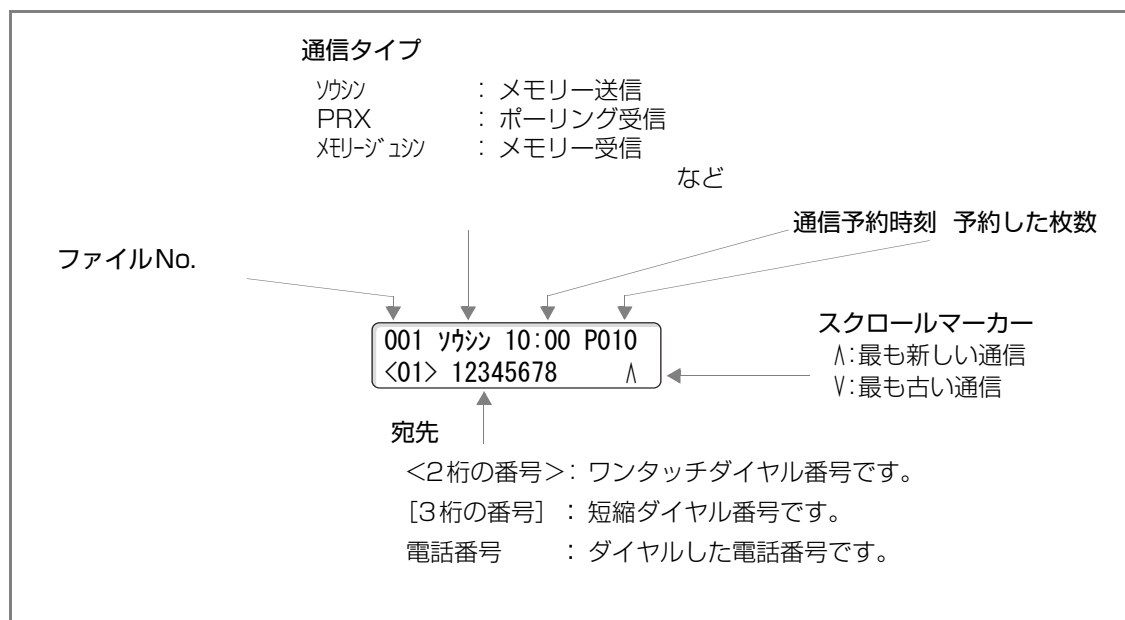 通信タイプ
ｿｳｼﾝ : メモリー送信
PRX : ポーリング受信
ﾒﾓﾘｰｼﾞｭｼﾝ : メモリー受信
など
通信予約時刻 予約した枚数
ファイルNo.
スクロールマーカー
∧:最も新しい通信
∨:最も古い通信
001 ｿｳｼﾝ 10:00 P010
<01> 12345678 ∧
宛先
<2桁の番号>: ワンタッチダイヤル番号です。
[3桁の番号] : 短縮ダイヤル番号です。
電話番号 : ダイヤルした電話番号です。